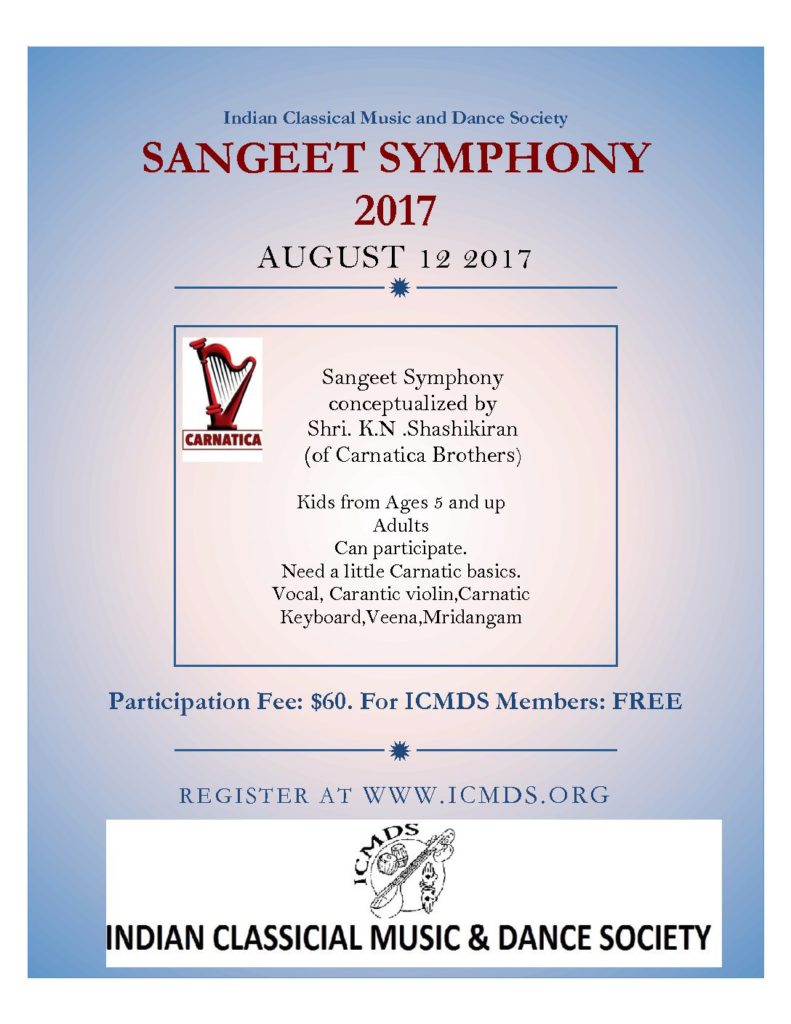 Indian Classical Music and Dance Society
SANGEET SYMPHONY
2017
AUGUST 12 2017
CARNATICA
Sangeet Symphony
conceptualized by
Shri. K.N .Shashikiran
(of Carnatica Brothers)
Kids from Ages 5 and up
Adults
Can participate.
Need a little Carnatic basics.
Vocal, Carantic violin,Carnatic
Keyboard,Veena,Mridangam
Participation Fee: $60. For ICMDS Members: FREE
REGISTER AT WWW.ICMDS.ORG
ICMDS
INDIAN CLASSICIAL MUSIC & DANCE SOCIETY